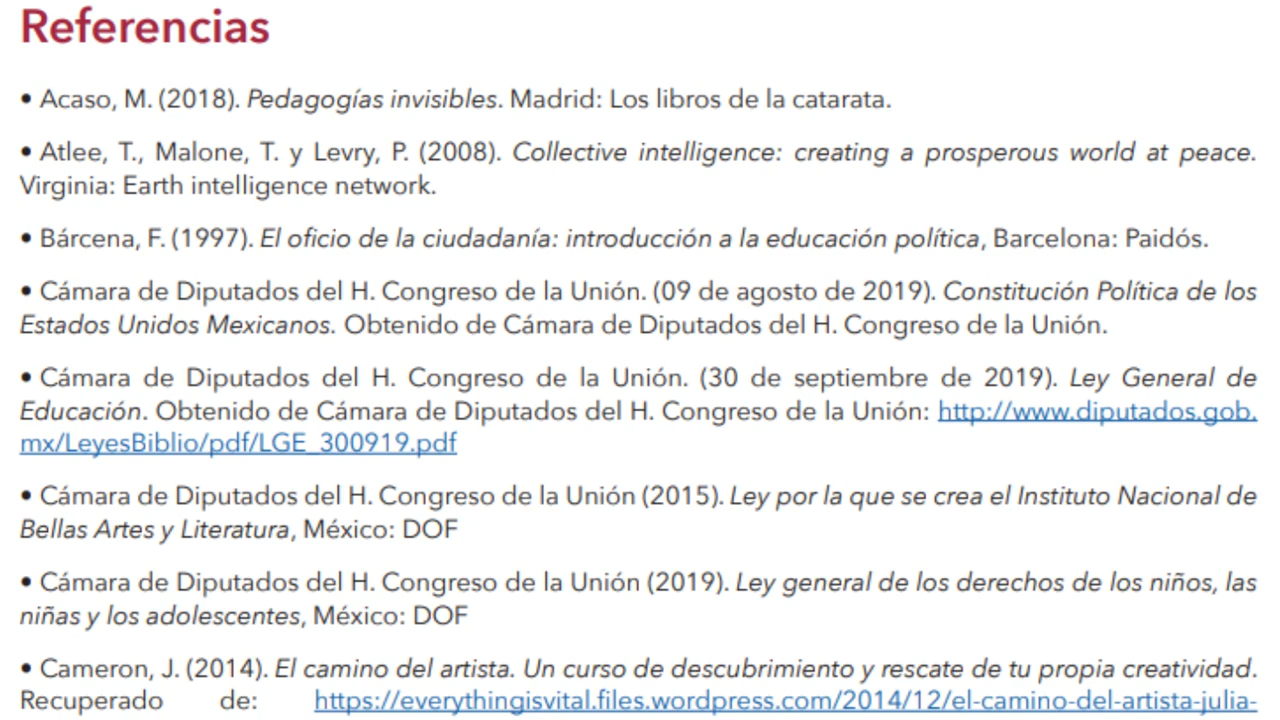 Referencias
• Acaso, M. (2018). Pedagogías invisibles. Madrid: Los libros de la catarata.
• Atlee, T., Malone, T. y Levry, P. (2008). Collective intelligence: creating a prosperous world at peace.
Virginia: Earth intelligence network.
• Bárcena, F. (1997). El oficio de la ciudadanía: introducción a la educación política, Barcelona: Paidós.
• Cámara de Diputados del H. Congreso de la Unión. (09 de agosto de 2019). Constitución Política de los
Estados Unidos Mexicanos. Obtenido de Cámara de Diputados del H. Congreso de la Unión.
• Cámara de Diputados del H. Congreso de la Unión. (30 de septiembre de 2019). Ley General de
Educación. Obtenido de Cámara de Diputados del H. Congreso de la Unión: http://www.diputados.gob.
mx/LeyesBiblio/pdf/LGE_300919.pdf
• Cámara de Diputados del H. Congreso de la Unión (2015). Ley por la que se crea el Instituto Nacional de
Bellas Artes y Literatura, México: DOF
• Cámara de Diputados del H. Congreso de la Unión (2019). Ley general de los derechos de los niños, las
niñas y los adolescentes, México: DOF
• Cameron, J. (2014). El camino del artista. Un curso de descubrimiento y rescate de tu propia creatividad.
Recuperado de: https://everythingisvital.files.wordpress.com/2014/12/el-camino-del-artista-julia-